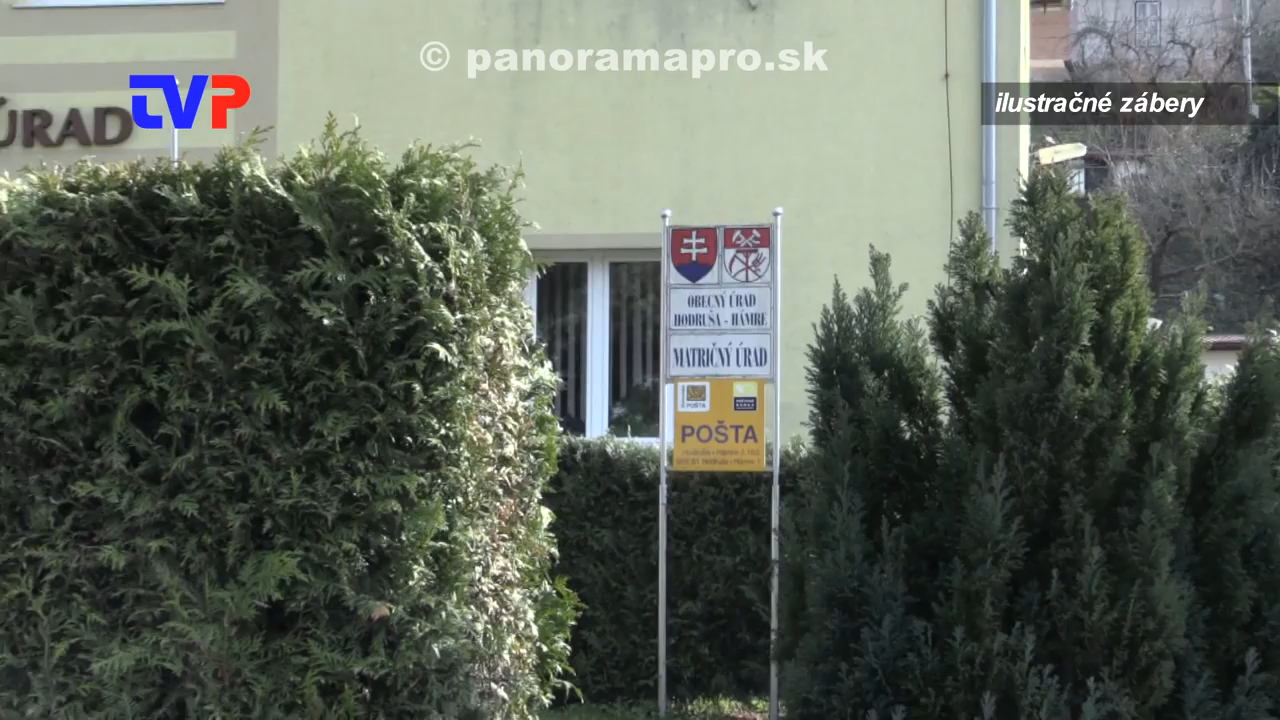 © panoramapro.sk
TVP
ilustračné zábery
ÚRAD
OBECNÝ ÚRAD
HODRUŠA - HÁMRE
MATRIČNÝ ÚRAD
POŠTA
POŠTA